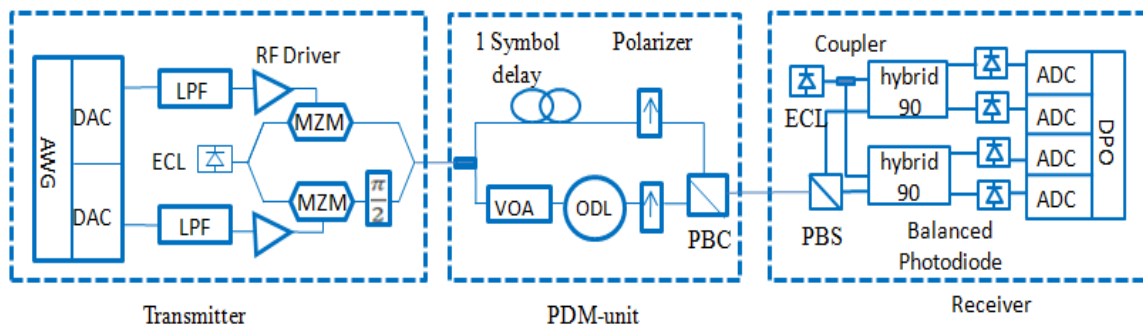 RF Driver
1 Symbol
delay
Polarizer
Coupler
AWG
DAC
DAC
LPF
LPF
MZM
MZM
ECL
π/2
VOA
ODL
PBC
ECL
PBS
hybrid
90
hybrid
90
ADC
ADC
ADC
ADC
DPO
Balanced
Photodiode
Transmitter
PDM-unit
Receiver